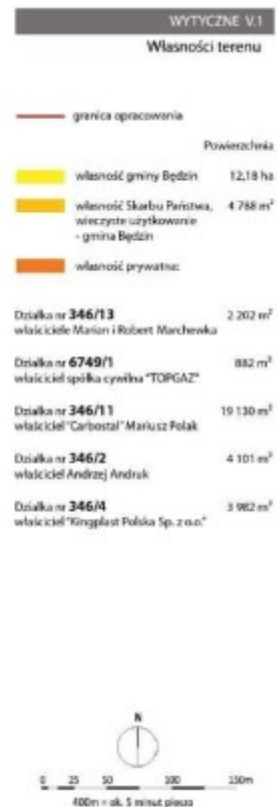 WYTYCZNE V.1
Własności terenu
granica opracowania
Powierzchnia
własność gminy Będzin 12,18 ha
własność Skarbu Państwa, 4 768 m²
wieczyste użytkowanie
- gmina Będzin
własność prywatna:
Działka nr 346/13 2 202 m²
właściciele Marian i Robert Marchewka
Działka nr 6749/1 882 m²
właściciel spółka cywilna "TOPGAZ"
Działka nr 346/11 19 130 m²
właściciel "Carbostal" Mariusz Polak
Działka nr 346/2 4 101 m²
właściciel Andrzej Andruk
Działka nr 346/4 3 982 m²
właściciel "Kingplast Polska Sp. z o.o."
N
0 25 50 100 150m
400m = ok. 5 minut pieszo